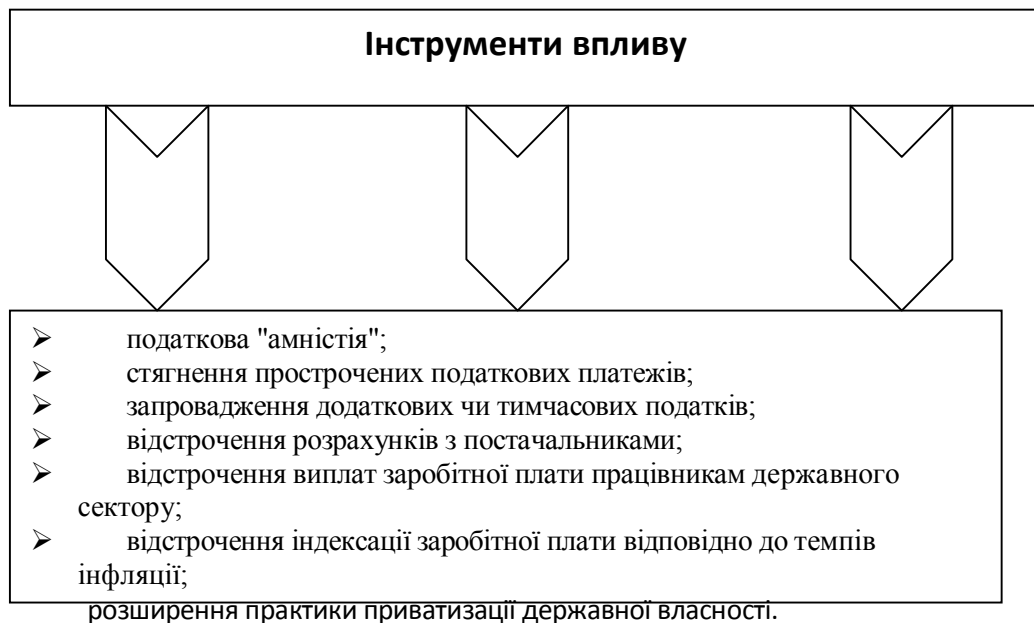 Інструменти впливу
➢ податкова "амністія";
➢ стягнення прострочених податкових платежів;
➢ запровадження додаткових чи тимчасових податків;
➢ відстрочення розрахунків з постачальниками;
➢ відстрочення виплат заробітної плати працівникам державного
сектору;
➢ відстрочення індексації заробітної плати відповідно до темпів
інфляції;
розширення практики приватизації державної власності.